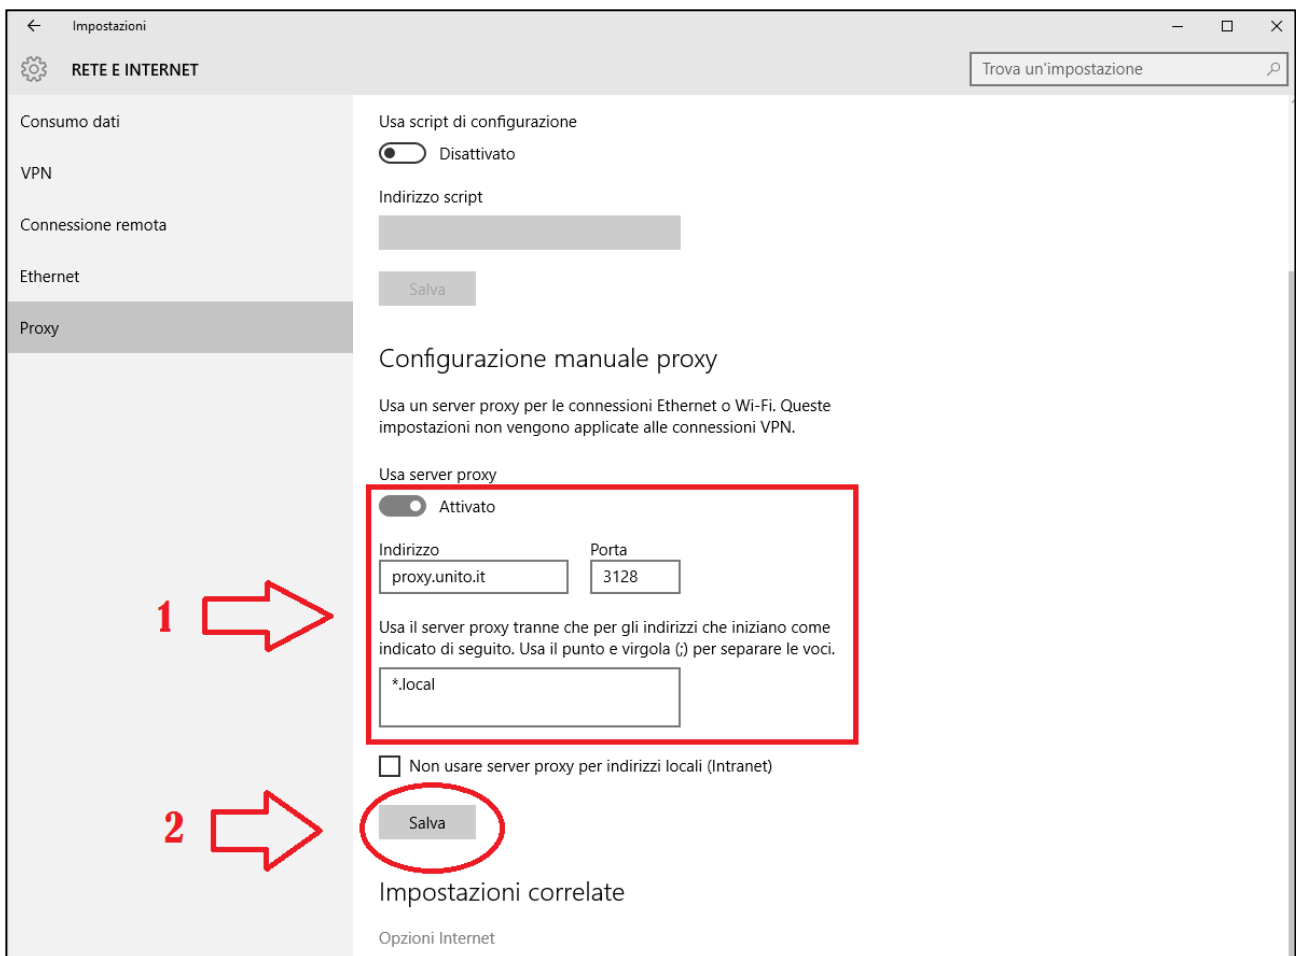 Impostazioni
RETE E INTERNET
Trova un'impostazione
Consumo dati
VPN
Connessione remota
Ethernet
Proxy
Usa script di configurazione
Disattivato
Indirizzo script
Salva
Configurazione manuale proxy
Usa un server proxy per le connessioni Ethernet o Wi-Fi. Queste
impostazioni non vengono applicate alle connessioni VPN.
Usa server proxy
Attivato
Indirizzo
Porta
proxy.unito.it
3128
1
Usa il server proxy tranne che per gli indirizzi che iniziano come
indicato di seguito. Usa il punto e virgola (;) per separare le voci.
*.local
Non usare server proxy per indirizzi locali (Intranet)
2
Salva
Impostazioni correlate
Opzioni Internet